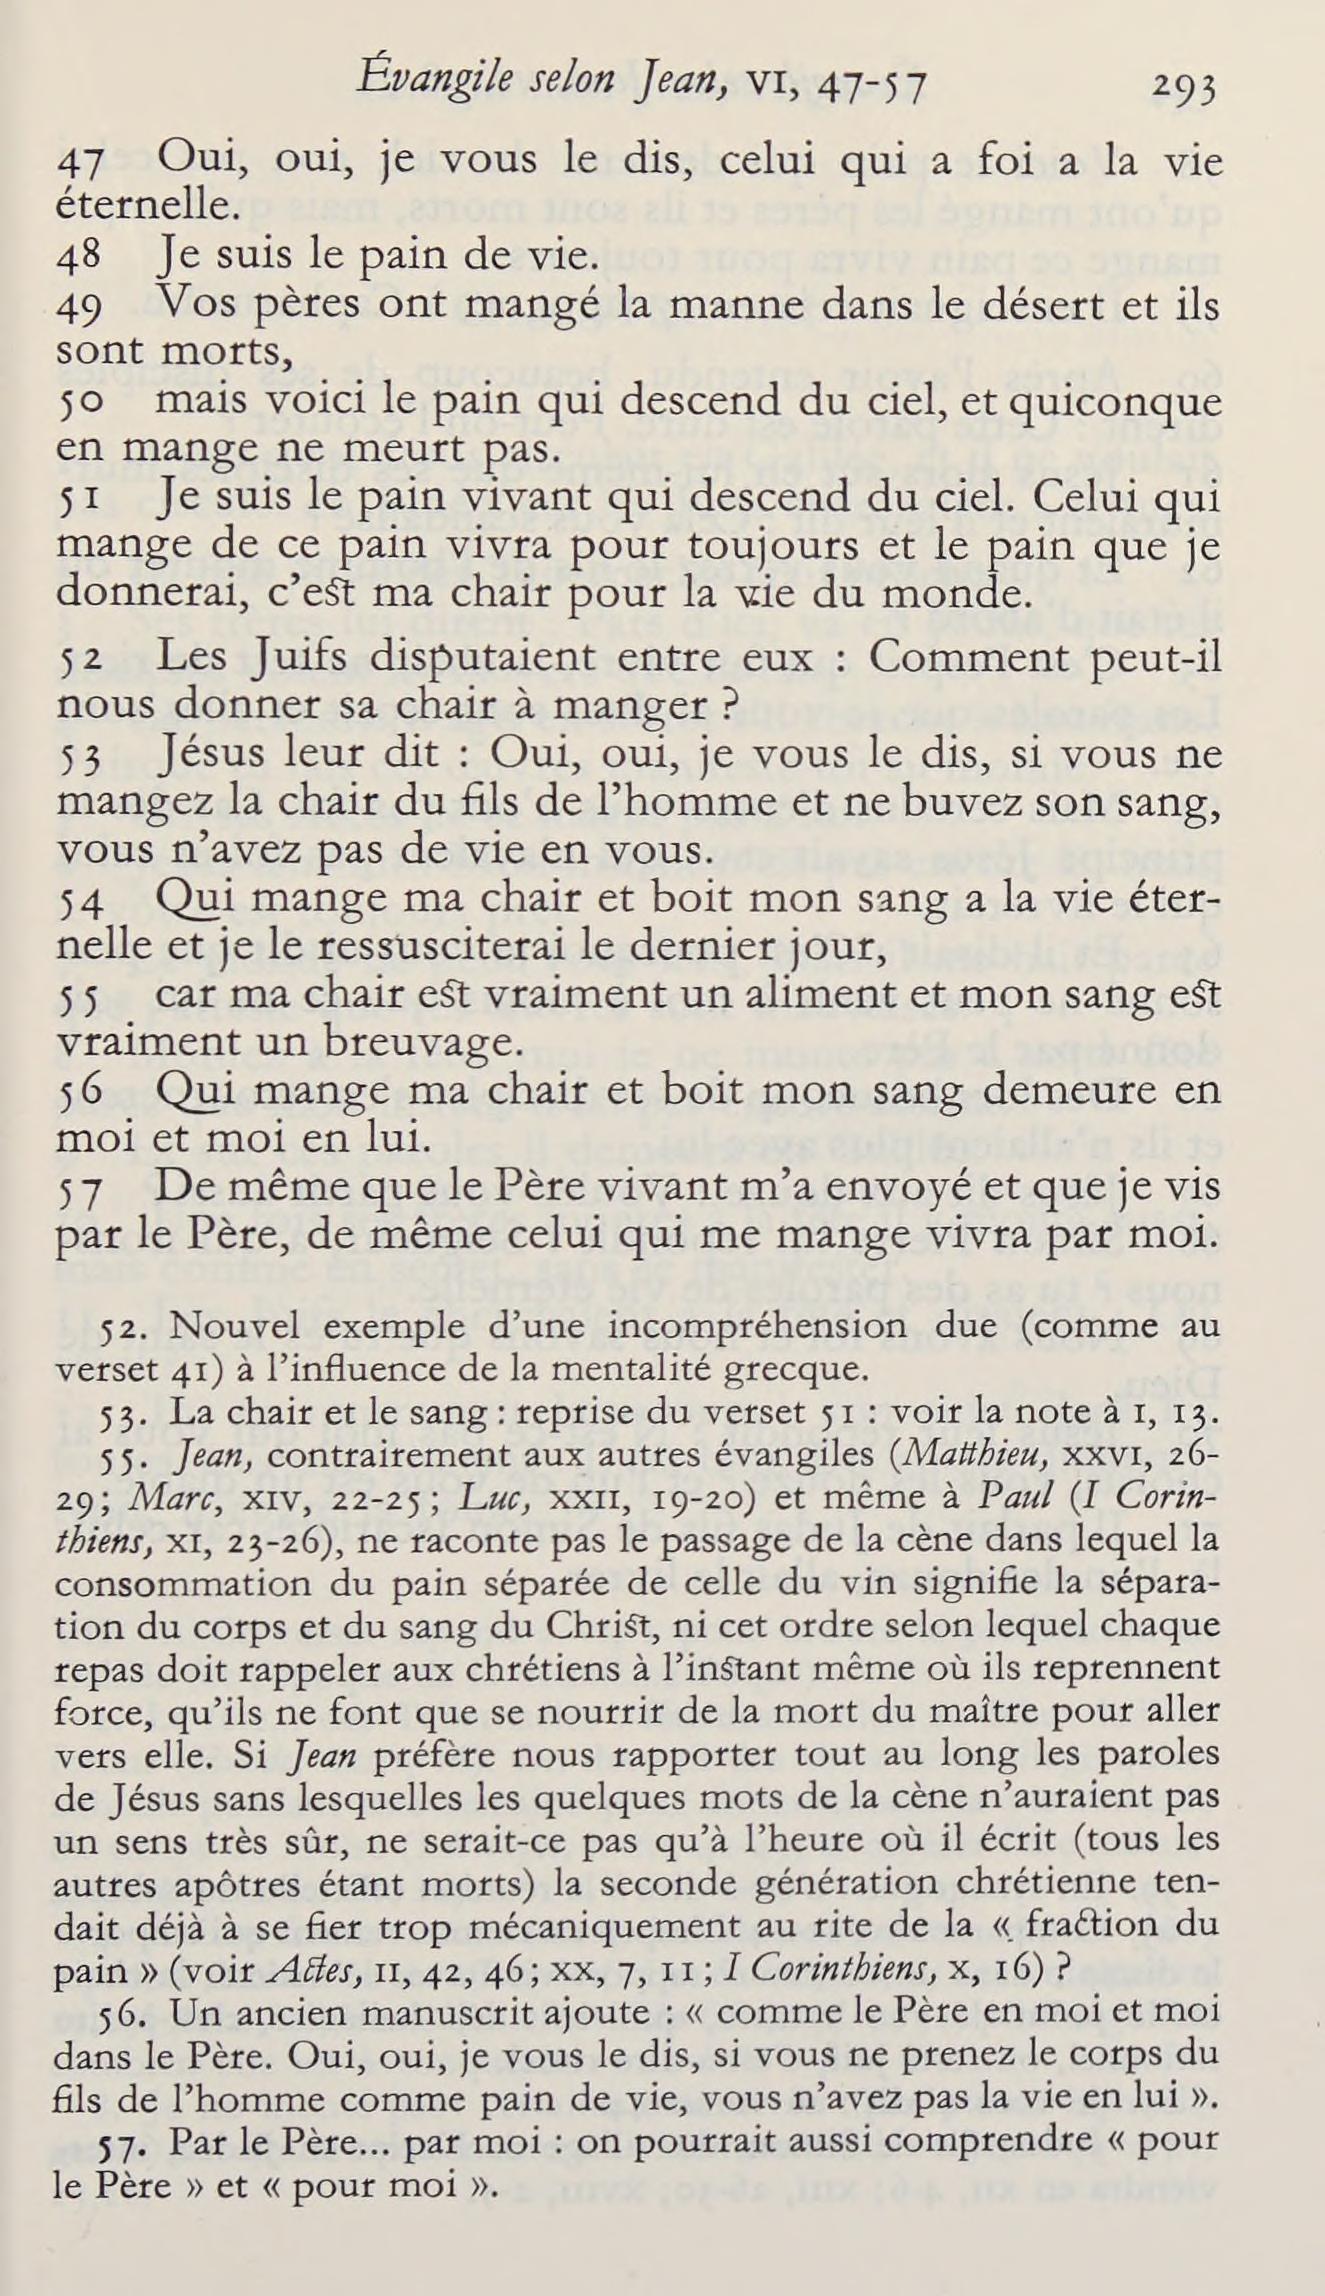 Évangile selon Jean, VI, 47-57 293
47 Oui, oui, je vous le dis, celui qui a foi a la vie
éternelle.
48 Je suis le pain de vie.
49 Vos pères ont mangé la manne dans le désert et ils
sont morts,
50 mais voici le pain qui descend du ciel, et quiconque
en mange ne meurt pas.
51 Je suis le pain vivant qui descend du ciel. Celui qui
mange de ce pain vivra pour toujours et le pain que je
donnerai, c'est ma chair pour la vie du monde.
52 Les Juifs disputaient entre eux : Comment peut-il
nous donner sa chair à manger ?
53 Jésus leur dit : Oui, oui, je vous le dis, si vous ne
mangez la chair du fils de l'homme et ne buvez son sang,
vous n'avez pas de vie en vous.
54 Qui mange ma chair et boit mon sang a la vie éter-
nelle et je le ressusciterai le dernier jour,
55 car ma chair est vraiment un aliment et mon sang est
vraiment un breuvage.
56 Qui mange ma chair et boit mon sang demeure en
moi et moi en lui.
57 De même que le Père vivant m'a envoyé et que je vis
par le Père, de même celui qui me mange vivra par moi.
52. Nouvel exemple d'une incompréhension due (comme au
verset 41) à l'influence de la mentalité grecque.
53. La chair et le sang : reprise du verset 51 : voir la note à I, 13.
55. Jean, contrairement aux autres évangiles (Matthieu, XXVI, 26-
29; Marc, XIV, 22-25; Luc, XXII, 19-20) et même à Paul (I Corin-
thiens, XI, 23-26), ne raconte pas le passage de la cène dans lequel la
consommation du pain séparée de celle du vin signifie la sépara-
tion du corps et du sang du Christ, ni cet ordre selon lequel chaque
repas doit rappeler aux chrétiens à l'instant même où ils reprennent
force, qu'ils ne font que se nourrir de la mort du maître pour aller
vers elle. Si Jean préfère nous rapporter tout au long les paroles
de Jésus sans lesquelles les quelques mots de la cène n'auraient pas
un sens très sûr, ne serait-ce pas qu'à l'heure où il écrit (tous les
autres apôtres étant morts) la seconde génération chrétienne ten-
dait déjà à se fier trop mécaniquement au rite de la « fraction du
pain » (voir Actes, II, 42, 46; XX, 7, 11; I Corinthiens, X, 16) ?
56. Un ancien manuscrit ajoute : « comme le Père en moi et moi
dans le Père. Oui, oui, je vous le dis, si vous ne prenez le corps du
fils de l'homme comme pain de vie, vous n'avez pas la vie en lui ».
57. Par le Père... par moi : on pourrait aussi comprendre « pour
le Père » et « pour moi ».